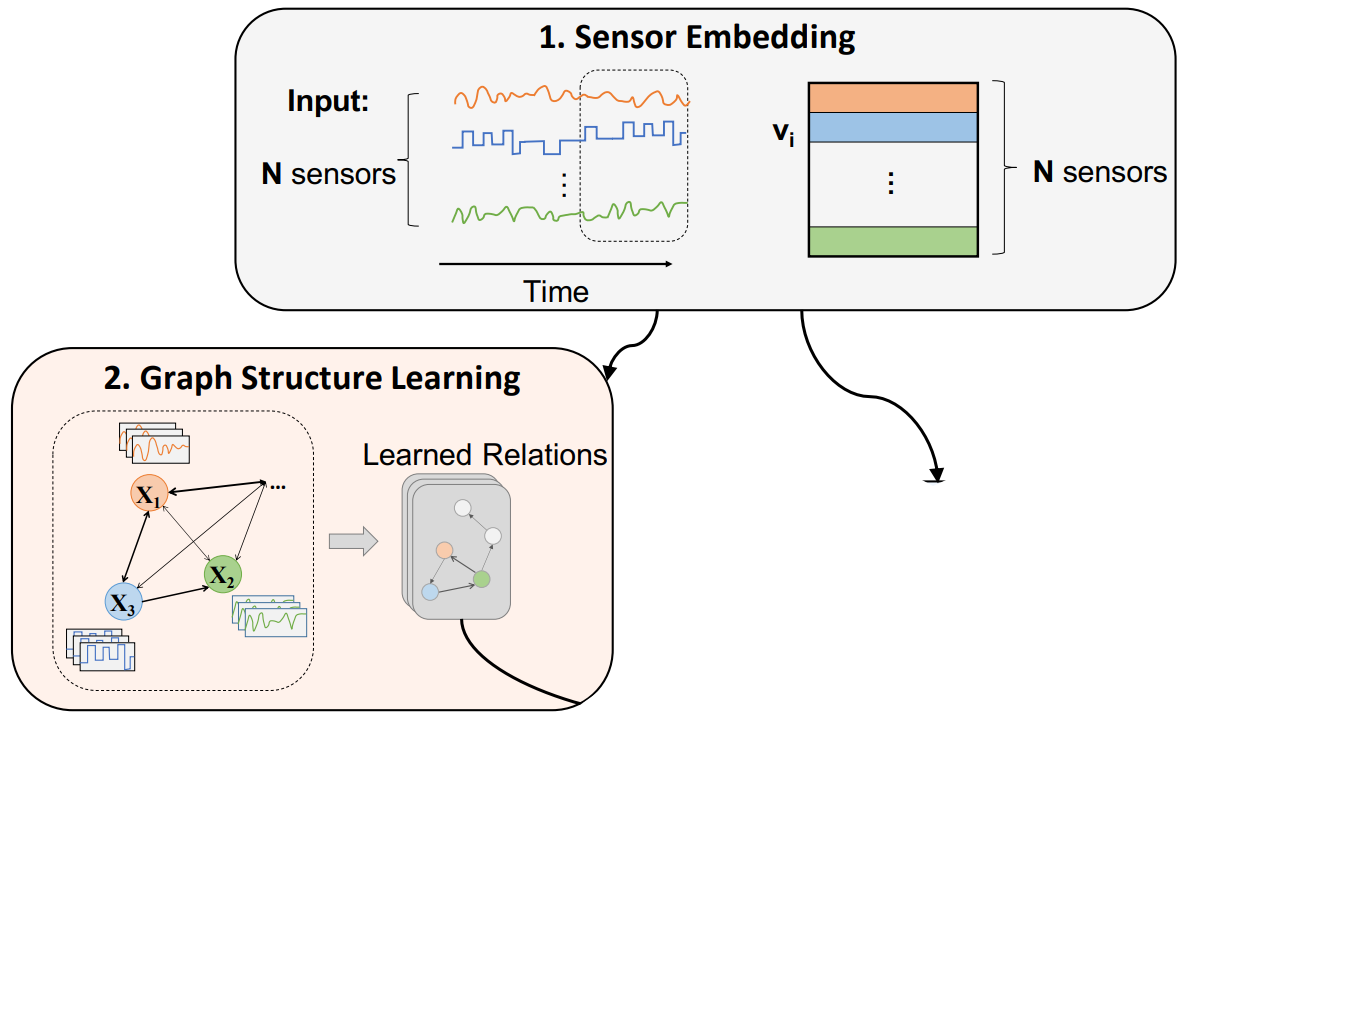 1. Sensor Embedding
Input:
N sensors
vi
N sensors
⋮
⋮
Time
2. Graph Structure Learning
Learned Relations
X1
...
X2
X3